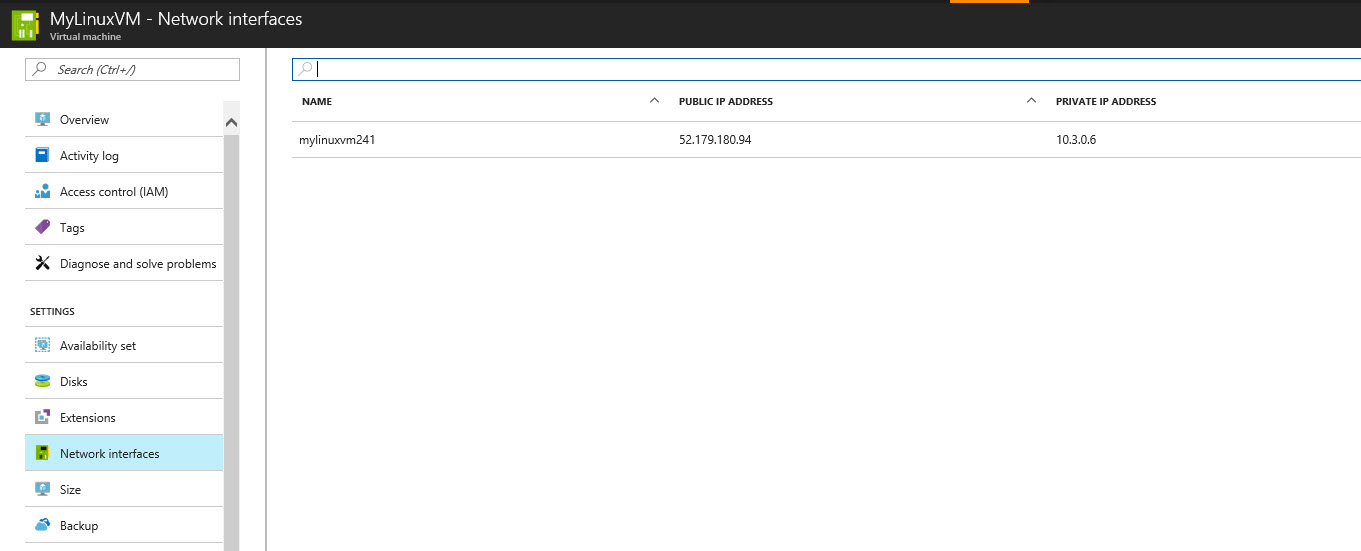 MyLinuxVM - Network interfaces
Virtual machine
Search (Ctrl+/)
Overview
Activity log
Access control (IAM)
Tags
Diagnose and solve problems
SETTINGS
Availability set
Disks
Extensions
Network interfaces
Size
Backup
NAME PUBLIC IP ADDRESS PRIVATE IP ADDRESS
mylinuxvm241 52.179.180.94 10.3.0.6